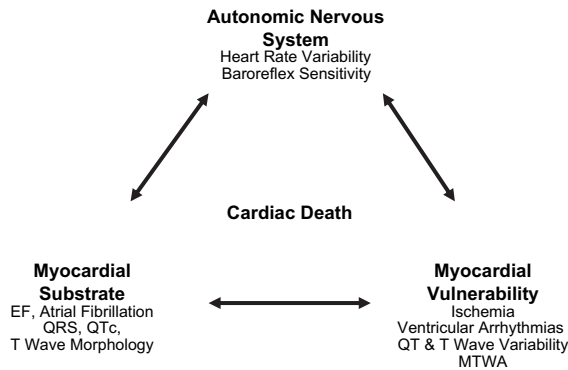 Autonomic Nervous
System
Heart Rate Variability
Baroreflex Sensitivity
Cardiac Death
Myocardial
Substrate
EF, Atrial Fibrillation
QRS, QTc,
T Wave Morphology
Myocardial
Vulnerability
Ischemia
Ventricular Arrhythmias
QT & T Wave Variability
MTWA